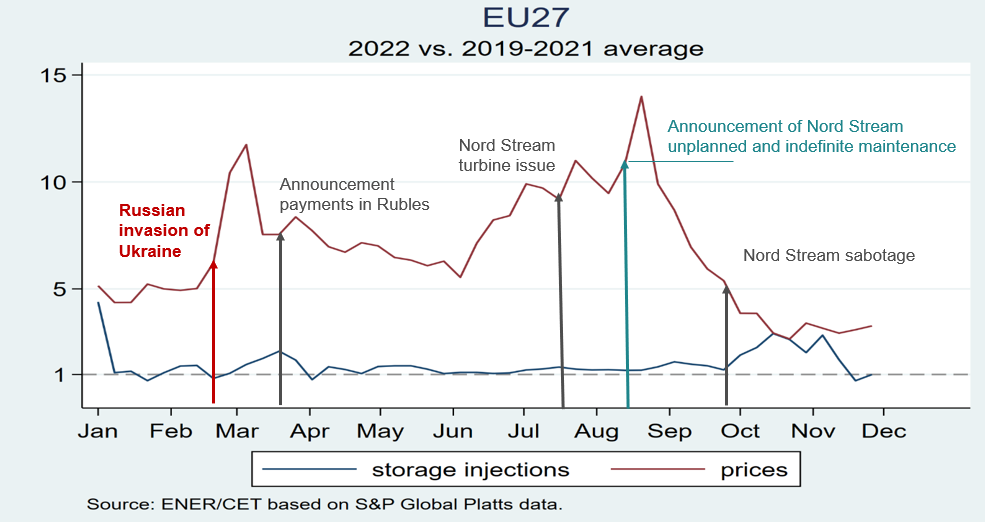 EU27
2022 vs. 2019-2021 average
15
10
5
1
Russian
invasion of
Ukraine
Announcement
payments in Rubles
Nord Stream
turbine issue
Announcement of Nord Stream
unplanned and indefinite maintenance
Nord Stream sabotage
Jan Feb Mar Apr May Jun Jul Aug Sep Oct Nov Dec
storage injections prices
Source: ENER/CET based on S&P Global Platts data.